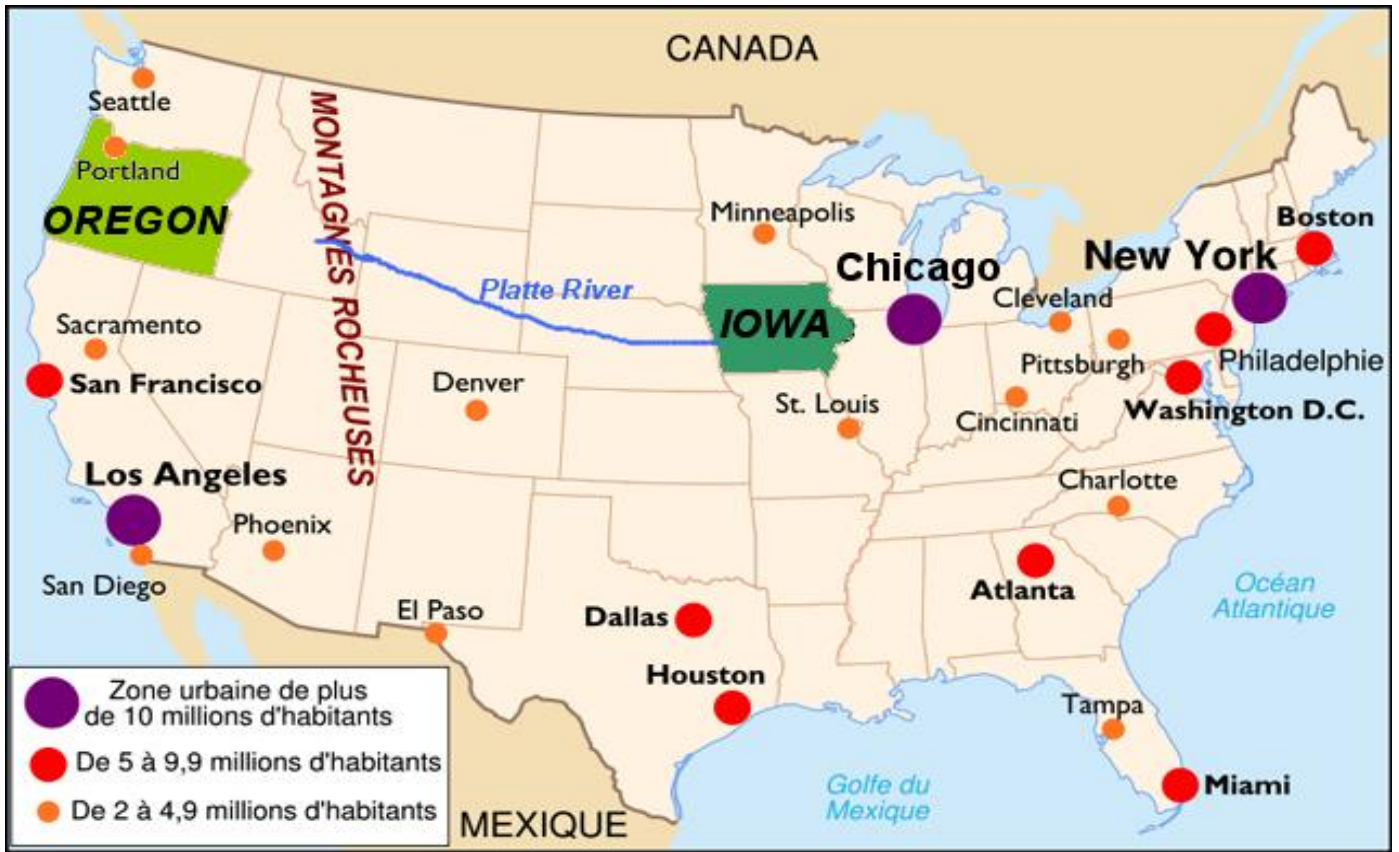 CANADA
Seattle
MONTAGNES ROCHEUSES
Portland
OREGON
Minneapolis
Boston
New York
Chicago
Platte River
Cleveland
IOWA
Sacramento
Pittsburgh
Philadelphie
San Francisco
Denver
St. Louis
Cincinnati
Washington D.C.
Los Angeles
Charlotte
Phoenix
San Diego
Atlanta
Océan
Atlantique
El Paso
Dallas
Houston
Tampa
Golfe du
Mexique
Miami
MEXIQUE
Zone urbaine de plus
de 10 millions d'habitants
De 5 à 9,9 millions d'habitants
De 2 à 4,9 millions d'habitants